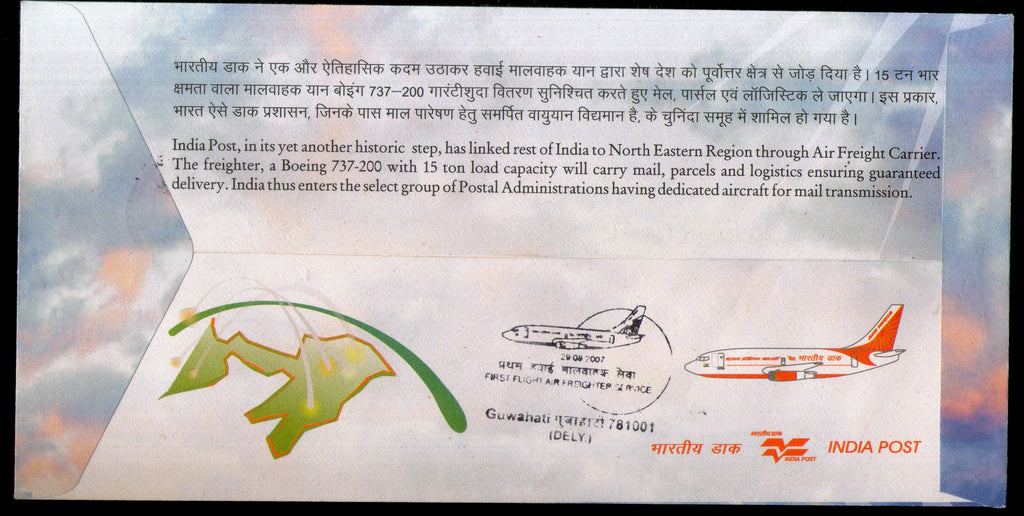 भारतीय डाक ने एक और ऐतिहासिक कदम उठाकर हवाई मालवाहक यान द्वारा शेष देश को पूर्वोत्तर क्षेत्र से जोड़ दिया है। 15 टन भार
क्षमता वाला मालवाहक यान बोइंग 737–200 गारंटीशुदा वितरण सुनिश्चित करते हुए मेल, पार्सल एवं लॉजिस्टिक ले जाएगा। इस प्रकार,
भारत ऐसे डाक प्रशासन, जिनके पास माल पारेषण हेतु समर्पित वायुयान विद्यमान है, के चुनिंदा समूह में शामिल हो गया है।
India Post, in its yet another historic step, has linked rest of India to North Eastern Region through Air Freight Carrier.
The freighter, a Boeing 737-200 with 15 ton load capacity will carry mail, parcels and logistics ensuring guaranteed
delivery. India thus enters the select group of Postal Administrations having dedicated aircraft for mail transmission.
29 08 2007
प्रथम हवाई मालवाहक सेवा
FIRST FLIGHT AIR FREIGHTER SERVICE
Guwahati गुवाहाटी 781001
(DELY.)
भारतीय डाक
भारतीय डाक
भारतीय डाक
INDIA POST
INDIA POST